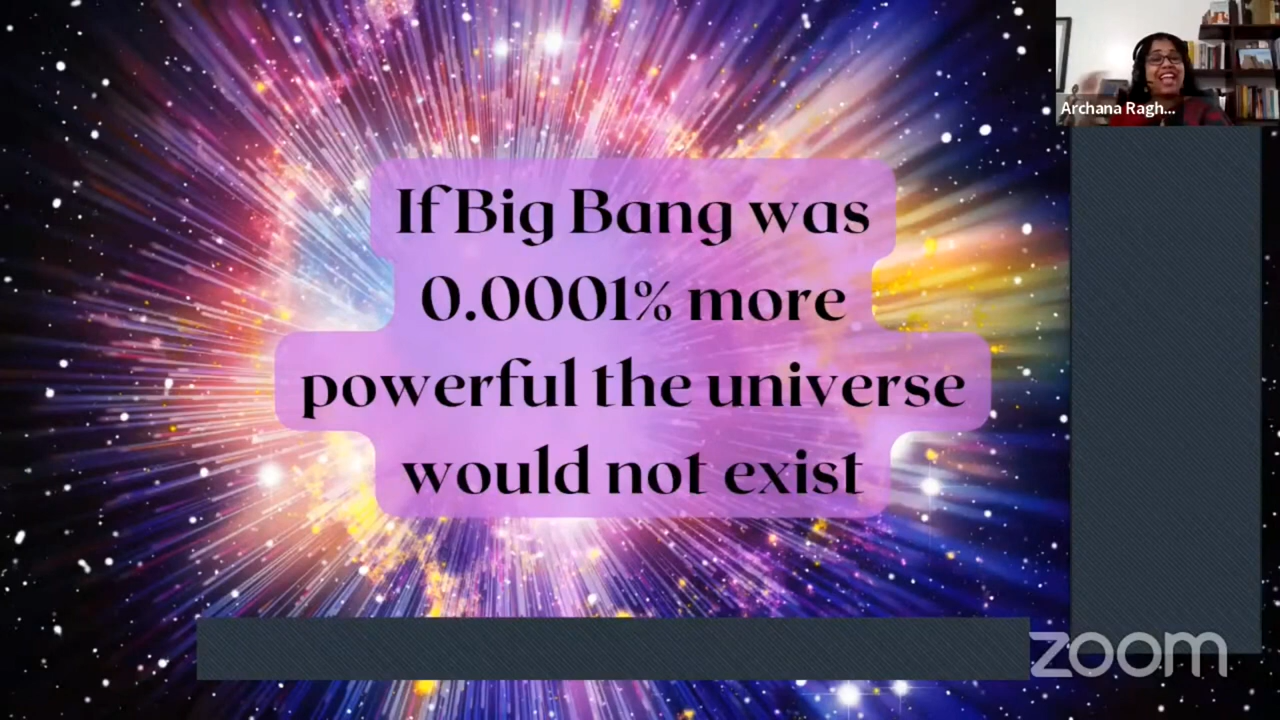 Archana Ragh...
If Big Bang was
0.0001% more
powerful the universe
would not exist
zoom